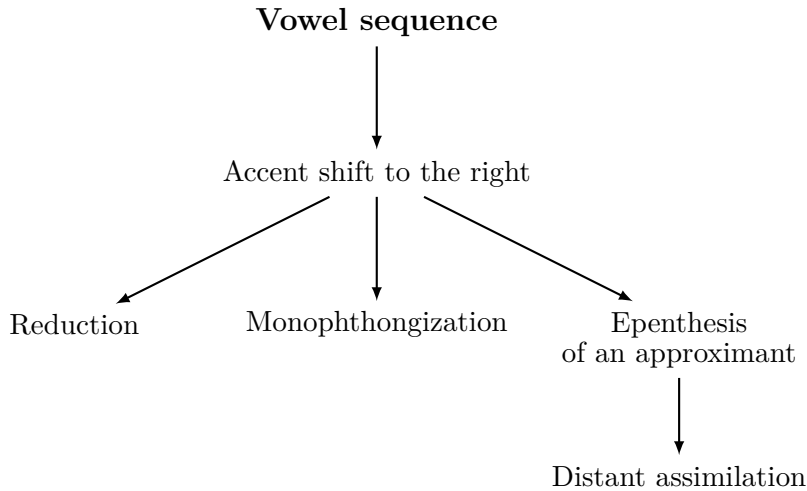 Vowel sequence
Accent shift to the right
Reduction
Monophthongization
Epenthesis
of an approximant
Distant assimilation